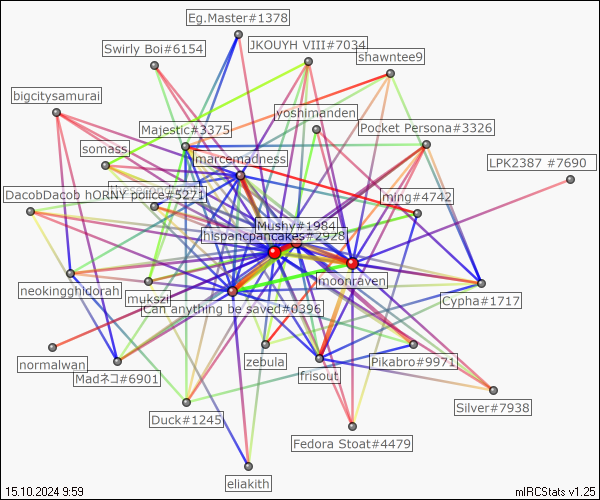 Eg.Master#1378
Swirly Boi#6154
JKOUYH VIII#7034
shawntee9
bigcitysamurai
yoshimanden
Majestic#3375
Pocket Persona#3326
somass
marcemadness
LPK2387 #7690
DacobDacob hORNY police#5271
ming#4742
Mushy#1984
hispancpancakes#2928
moonraven
neokingghidorah
mukszi
Cypha#1717
Can anything be saved#0396
normalwan
zebula
Pikabro#9971
Madネコ#6901
frisout
Silver#7938
Duck#1245
Fedora Stoat#4479
eliakith
15.10.2024 9:59
mIRCStats v1.25